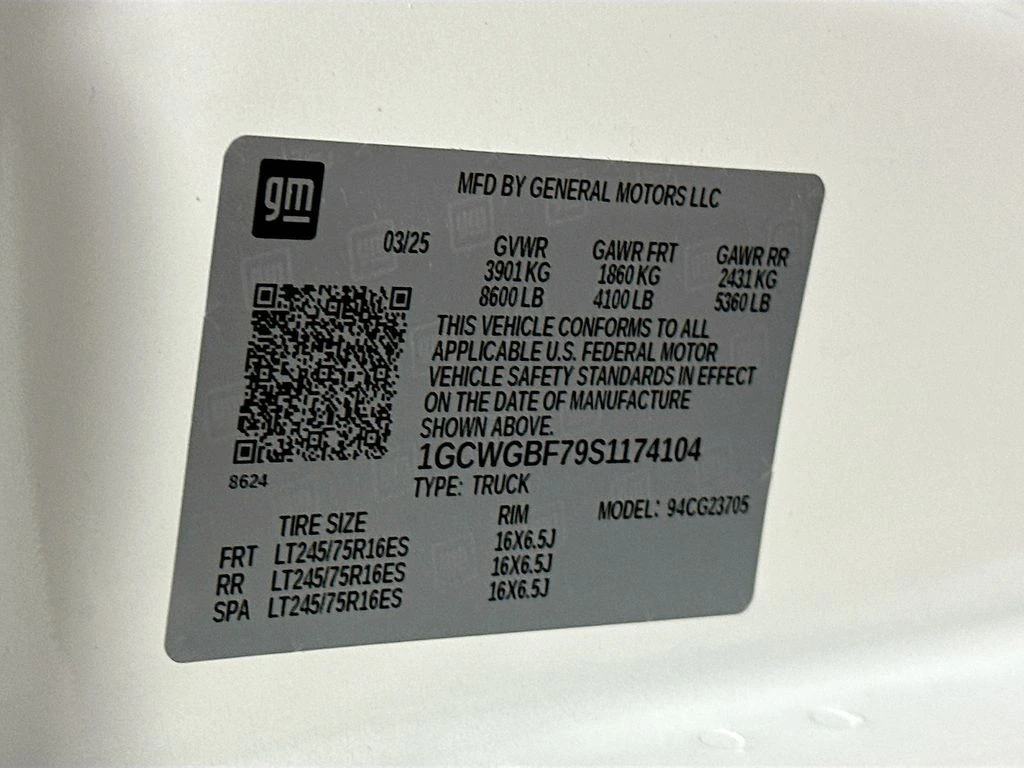 gm
MFD BY GENERAL MOTORS LLC
03/25 GVWR GAWR FRT GAWR RR
3901 KG 1860 KG 2431 KG
8600 LB 4100 LB 5360 LB
THIS VEHICLE CONFORMS TO ALL
APPLICABLE U.S. FEDERAL MOTOR
VEHICLE SAFETY STANDARDS IN EFFECT
ON THE DATE OF MANUFACTURE
SHOWN ABOVE.
8624
1GCWGBF79S1174104
TYPE: TRUCK
MODEL: 94CG23705
TIRE SIZE RIM
FRT LT245/75R16ES 16X6.5J
RR LT245/75R16ES 16X6.5J
SPA LT245/75R16ES 16X6.5J